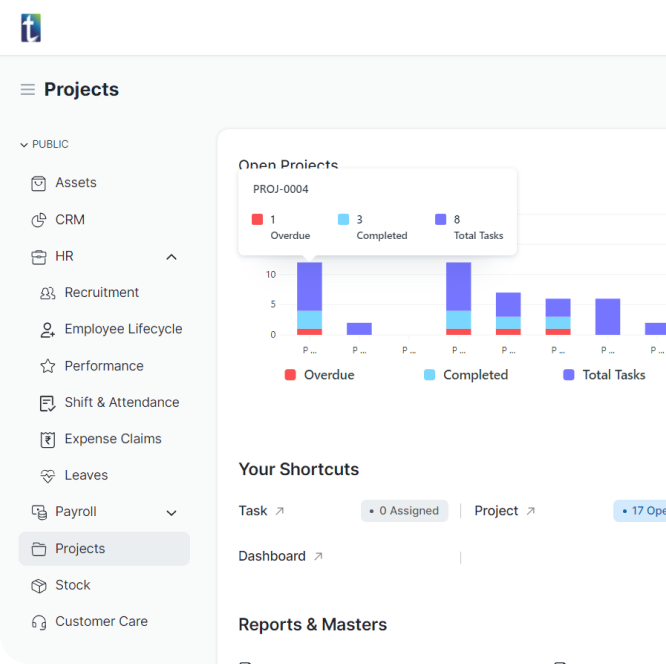 t
Projects
PUBLIC
Assets
CRM
HR
Recruitment
Employee Lifecycle
Performance
Shift & Attendance
Expense Claims
Leaves
Payroll
Projects
Stock
Customer Care
Open Projects
PROJ-0004
1 3 8
Overdue Completed Total Tasks
10
5
0
P ... P ... P ... P ... P ... P ... P ... P ...
Overdue Completed Total Tasks
Your Shortcuts
Task 0 Assigned Project 17 Ope
Dashboard
Reports & Masters